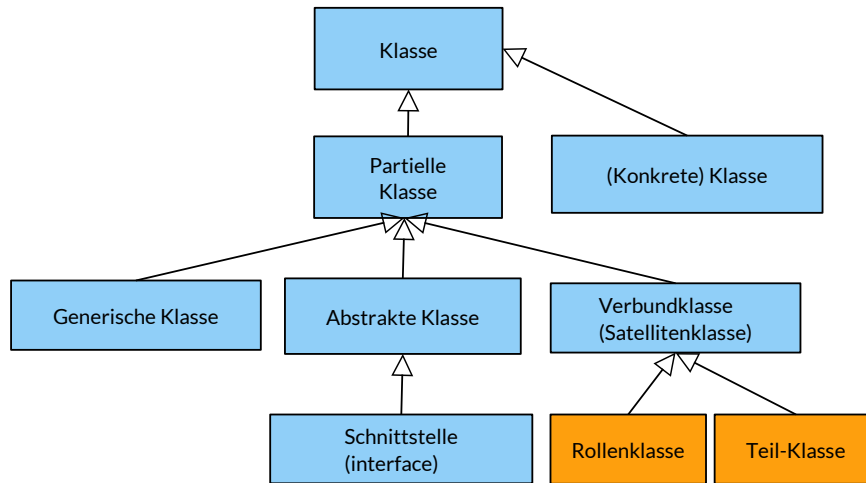 Klasse
Partielle
Klasse
(Konkrete) Klasse
Generische Klasse
Abstrakte Klasse
Verbundklasse
(Satellitenklasse)
Schnittstelle
(interface)
Rollenklasse
Teil-Klasse